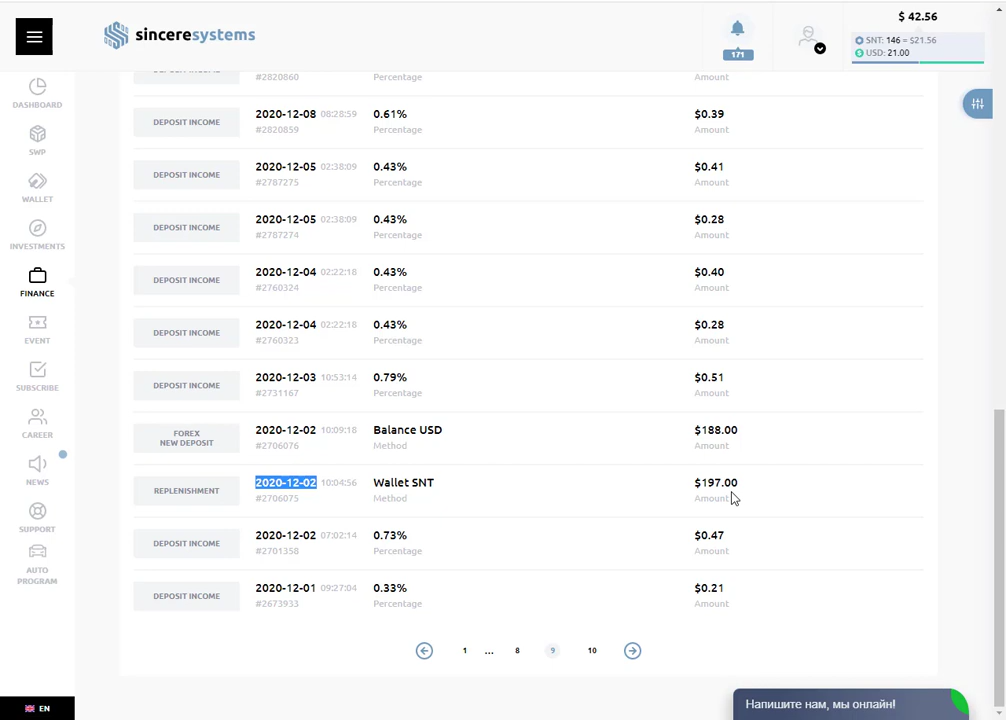 sinceresystems
171
$ 42.56
SNT: 146 = $21.56
USD: 21.00
DASHBOARD
SWP
WALLET
INVESTMENTS
FINANCE
EVENT
SUBSCRIBE
CAREER
NEWS
SUPPORT
AUTO
PROGRAM
EN
DEPOSIT INCOME
#2820860
Percentage
Amount
DEPOSIT INCOME
2020-12-08 08:28:59
#2820859
0.61%
Percentage
$0.39
Amount
DEPOSIT INCOME
2020-12-05 02:38:09
#2787275
0.43%
Percentage
$0.41
Amount
DEPOSIT INCOME
2020-12-05 02:38:09
#2787274
0.43%
Percentage
$0.28
Amount
DEPOSIT INCOME
2020-12-04 02:22:18
#2760324
0.43%
Percentage
$0.40
Amount
DEPOSIT INCOME
2020-12-04 02:22:18
#2760323
0.43%
Percentage
$0.28
Amount
DEPOSIT INCOME
2020-12-03 10:53:14
#2731167
0.79%
Percentage
$0.51
Amount
FOREX
NEW DEPOSIT
2020-12-02 10:09:18
#2706076
Balance USD
Method
$188.00
Amount
REPLENISHMENT
2020-12-02 10:04:56
#2706075
Wallet SNT
Method
$197.00
Amount
DEPOSIT INCOME
2020-12-02 07:02:14
#2701358
0.73%
Percentage
$0.47
Amount
DEPOSIT INCOME
2020-12-01 09:27:04
#2673933
0.33%
Percentage
$0.21
Amount
1 ... 8 9 10
Напишите нам, мы онлайн!